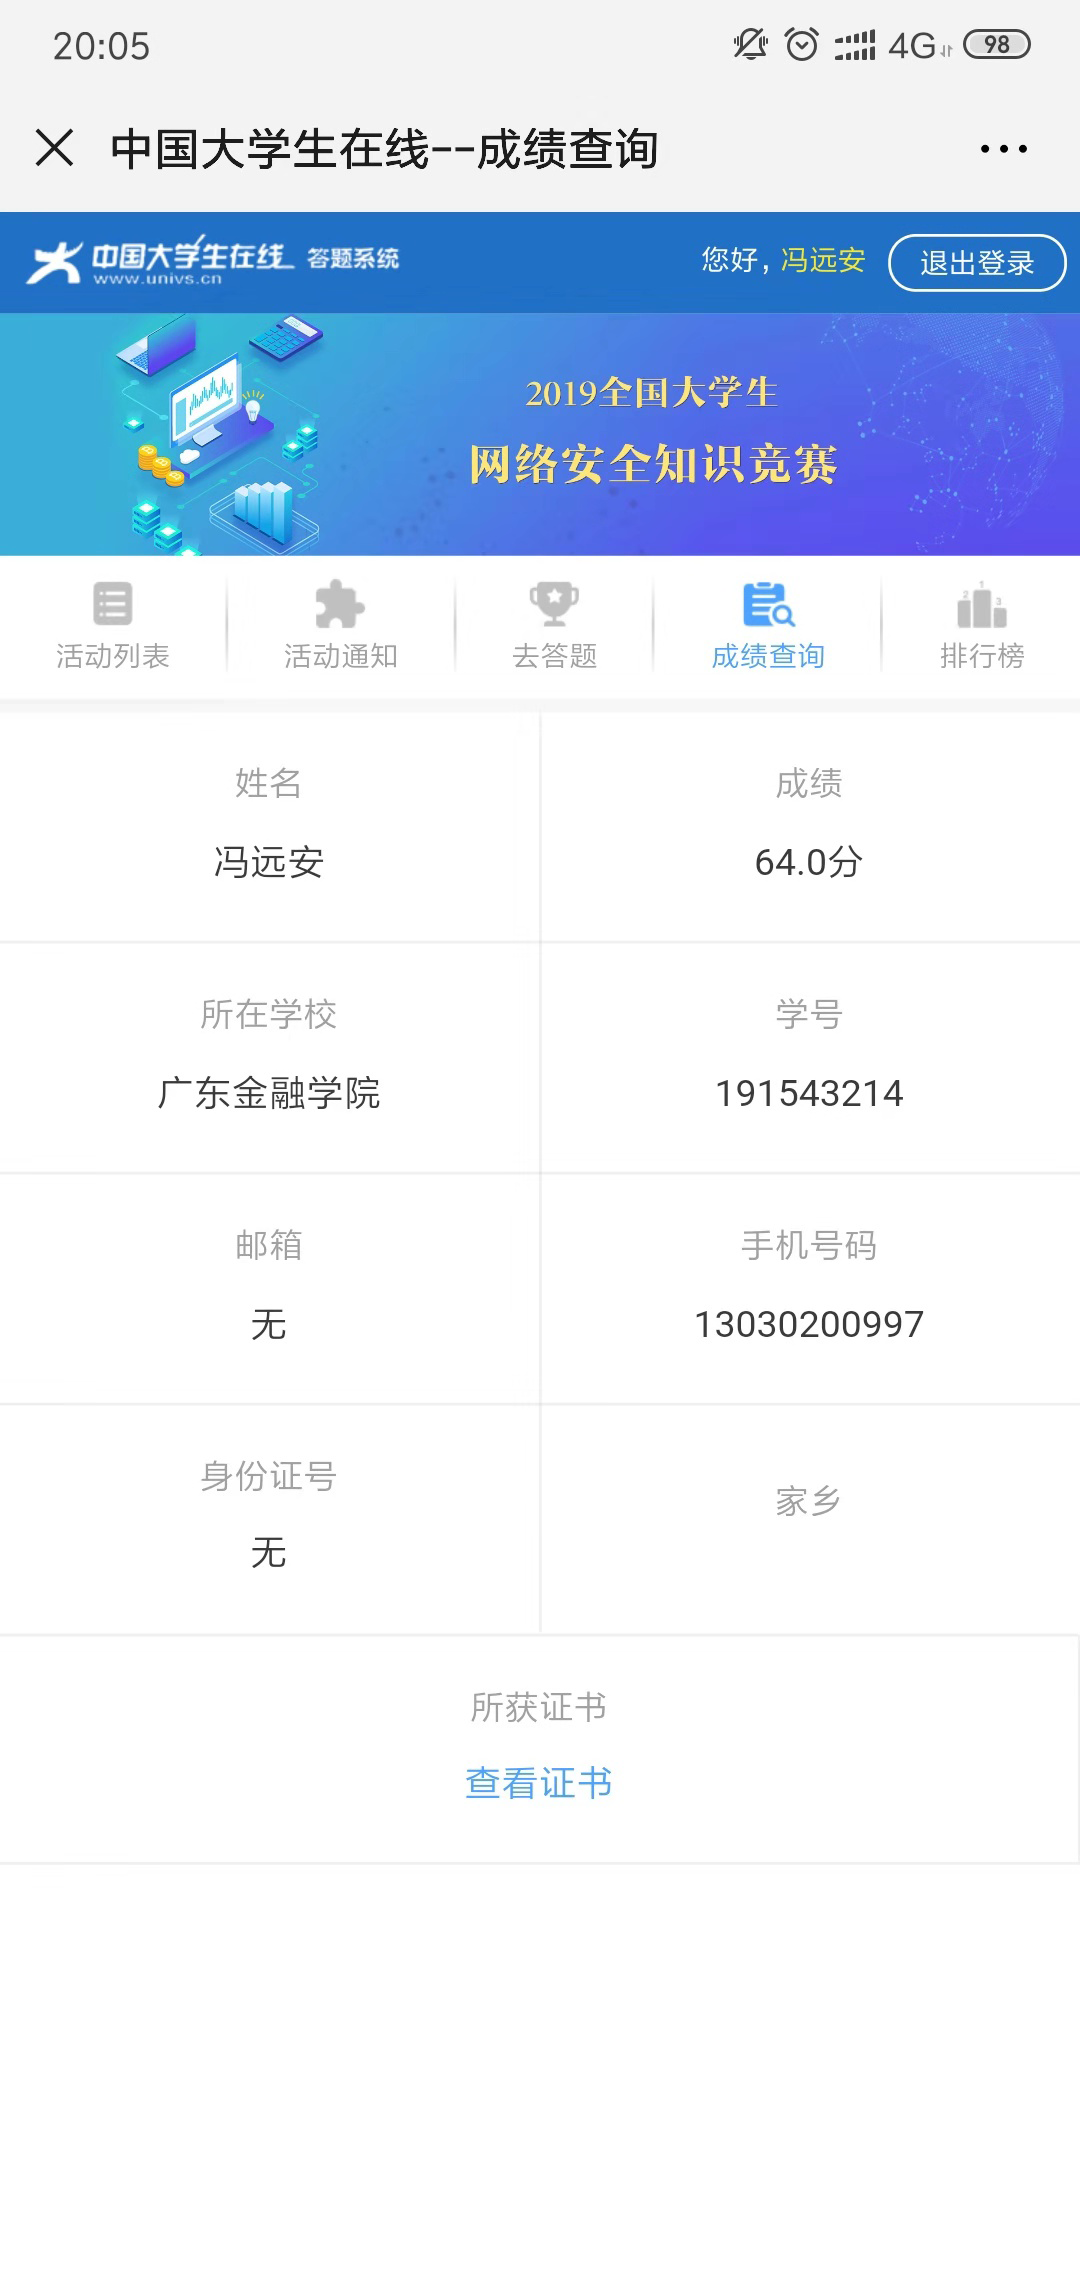 20:05
4G
98
中国大学生在线--成绩查询
中国大学生在线 答题系统
www.univs.cn
您好，冯远安
退出登录
2019全国大学生
网络安全知识竞赛
活动列表
活动通知
去答题
成绩查询
1
2
3
排行榜
姓名
冯远安
成绩
64.0分
所在学校
广东金融学院
学号
191543214
邮箱
无
手机号码
13030200997
身份证号
无
家乡
所获证书
查看证书